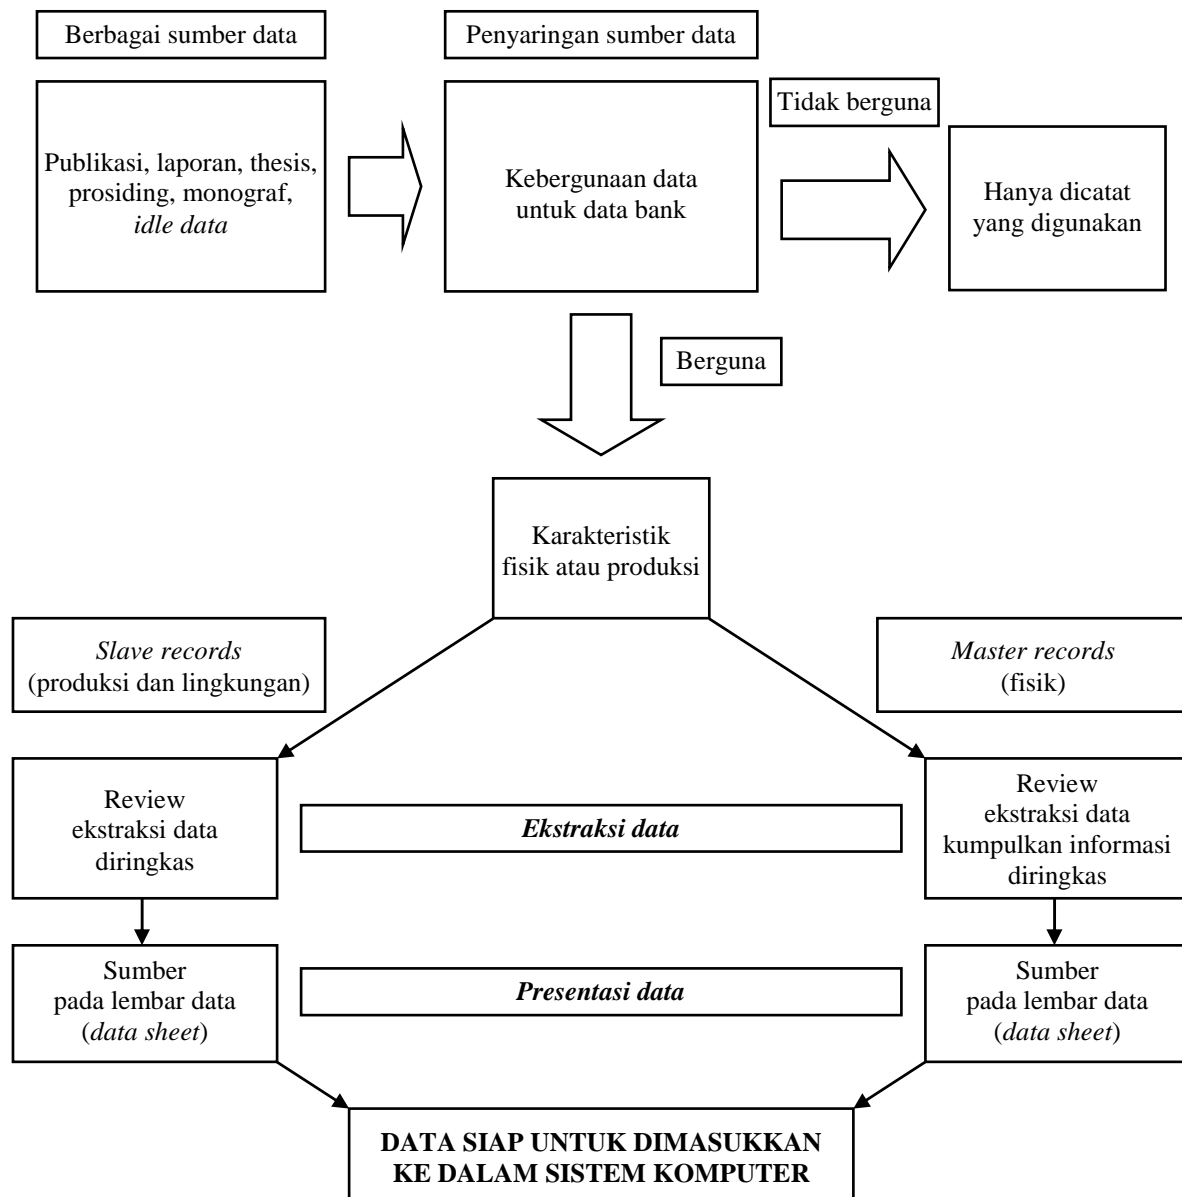 Berbagai sumber data
Penyaringan sumber data
Publikasi, laporan, thesis,
prosiding, monograf,
idle data
Kebergunaan data
untuk data bank
Tidak berguna
Hanya dicatat
yang digunakan
Berguna
Karakteristik
fisik atau produksi
Slave records
(produksi dan lingkungan)
Master records
(fisik)
Review
ekstraksi data
diringkas
Ekstraksi data
Review
ekstraksi data
kumpulkan informasi
diringkas
Sumber
pada lembar data
(data sheet)
Presentasi data
Sumber
pada lembar data
(data sheet)
DATA SIAP UNTUK DIMASUKKAN
KE DALAM SISTEM KOMPUTER